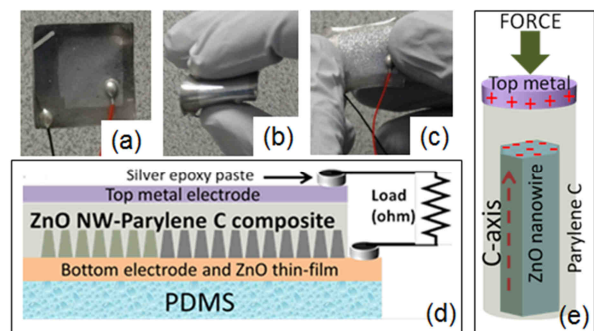 (a)
(b)
(c)
Silver epoxy paste
Top metal electrode
ZnO NW-Parylene C composite
Bottom electrode and ZnO thin-film
PDMS
Load
(ohm)
(d)
FORCE
Top metal
+ + + + +
- - - - -
C-axis
ZnO nanowire
Parylene C
(e)